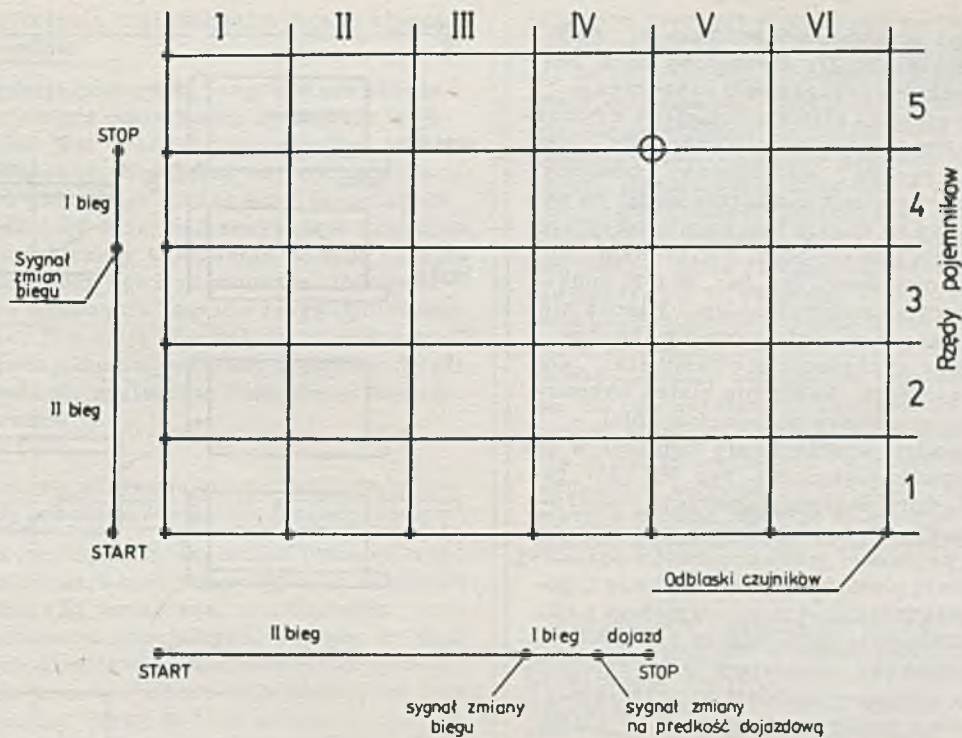 I II III IV V VI
5
4
3
2
1
Rzędy pojemnikow
STOP
I bieg
Sygnał
zmian
biegu
II bieg
START
Odblaski czujników
II bieg
I bieg
dojazd
START
STOP
sygnał zmiany
biegu
sygnał zmiany
na predkość dojazdową